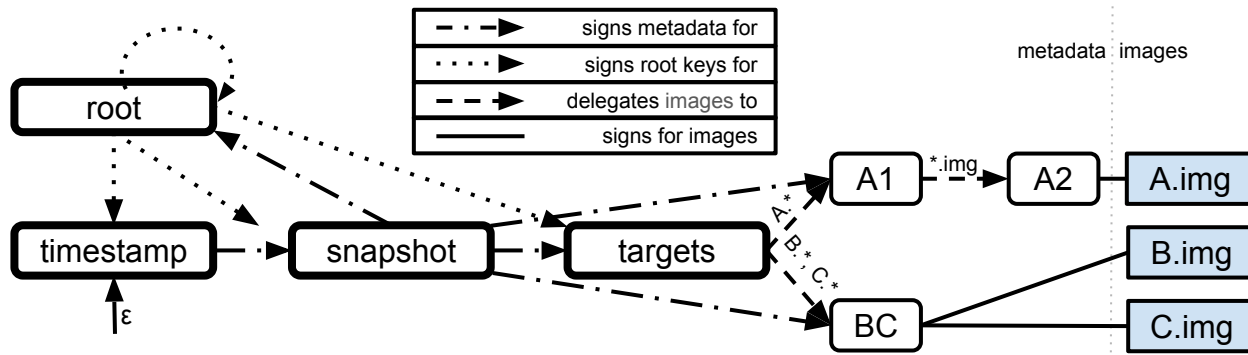 signs metadata for
signs root keys for
delegates images to
signs for images
metadata images
root
A1
*.img
A2
A.img
A.*
timestamp
snapshot
targets
B.*, C.*
B.img
ε
BC
C.img